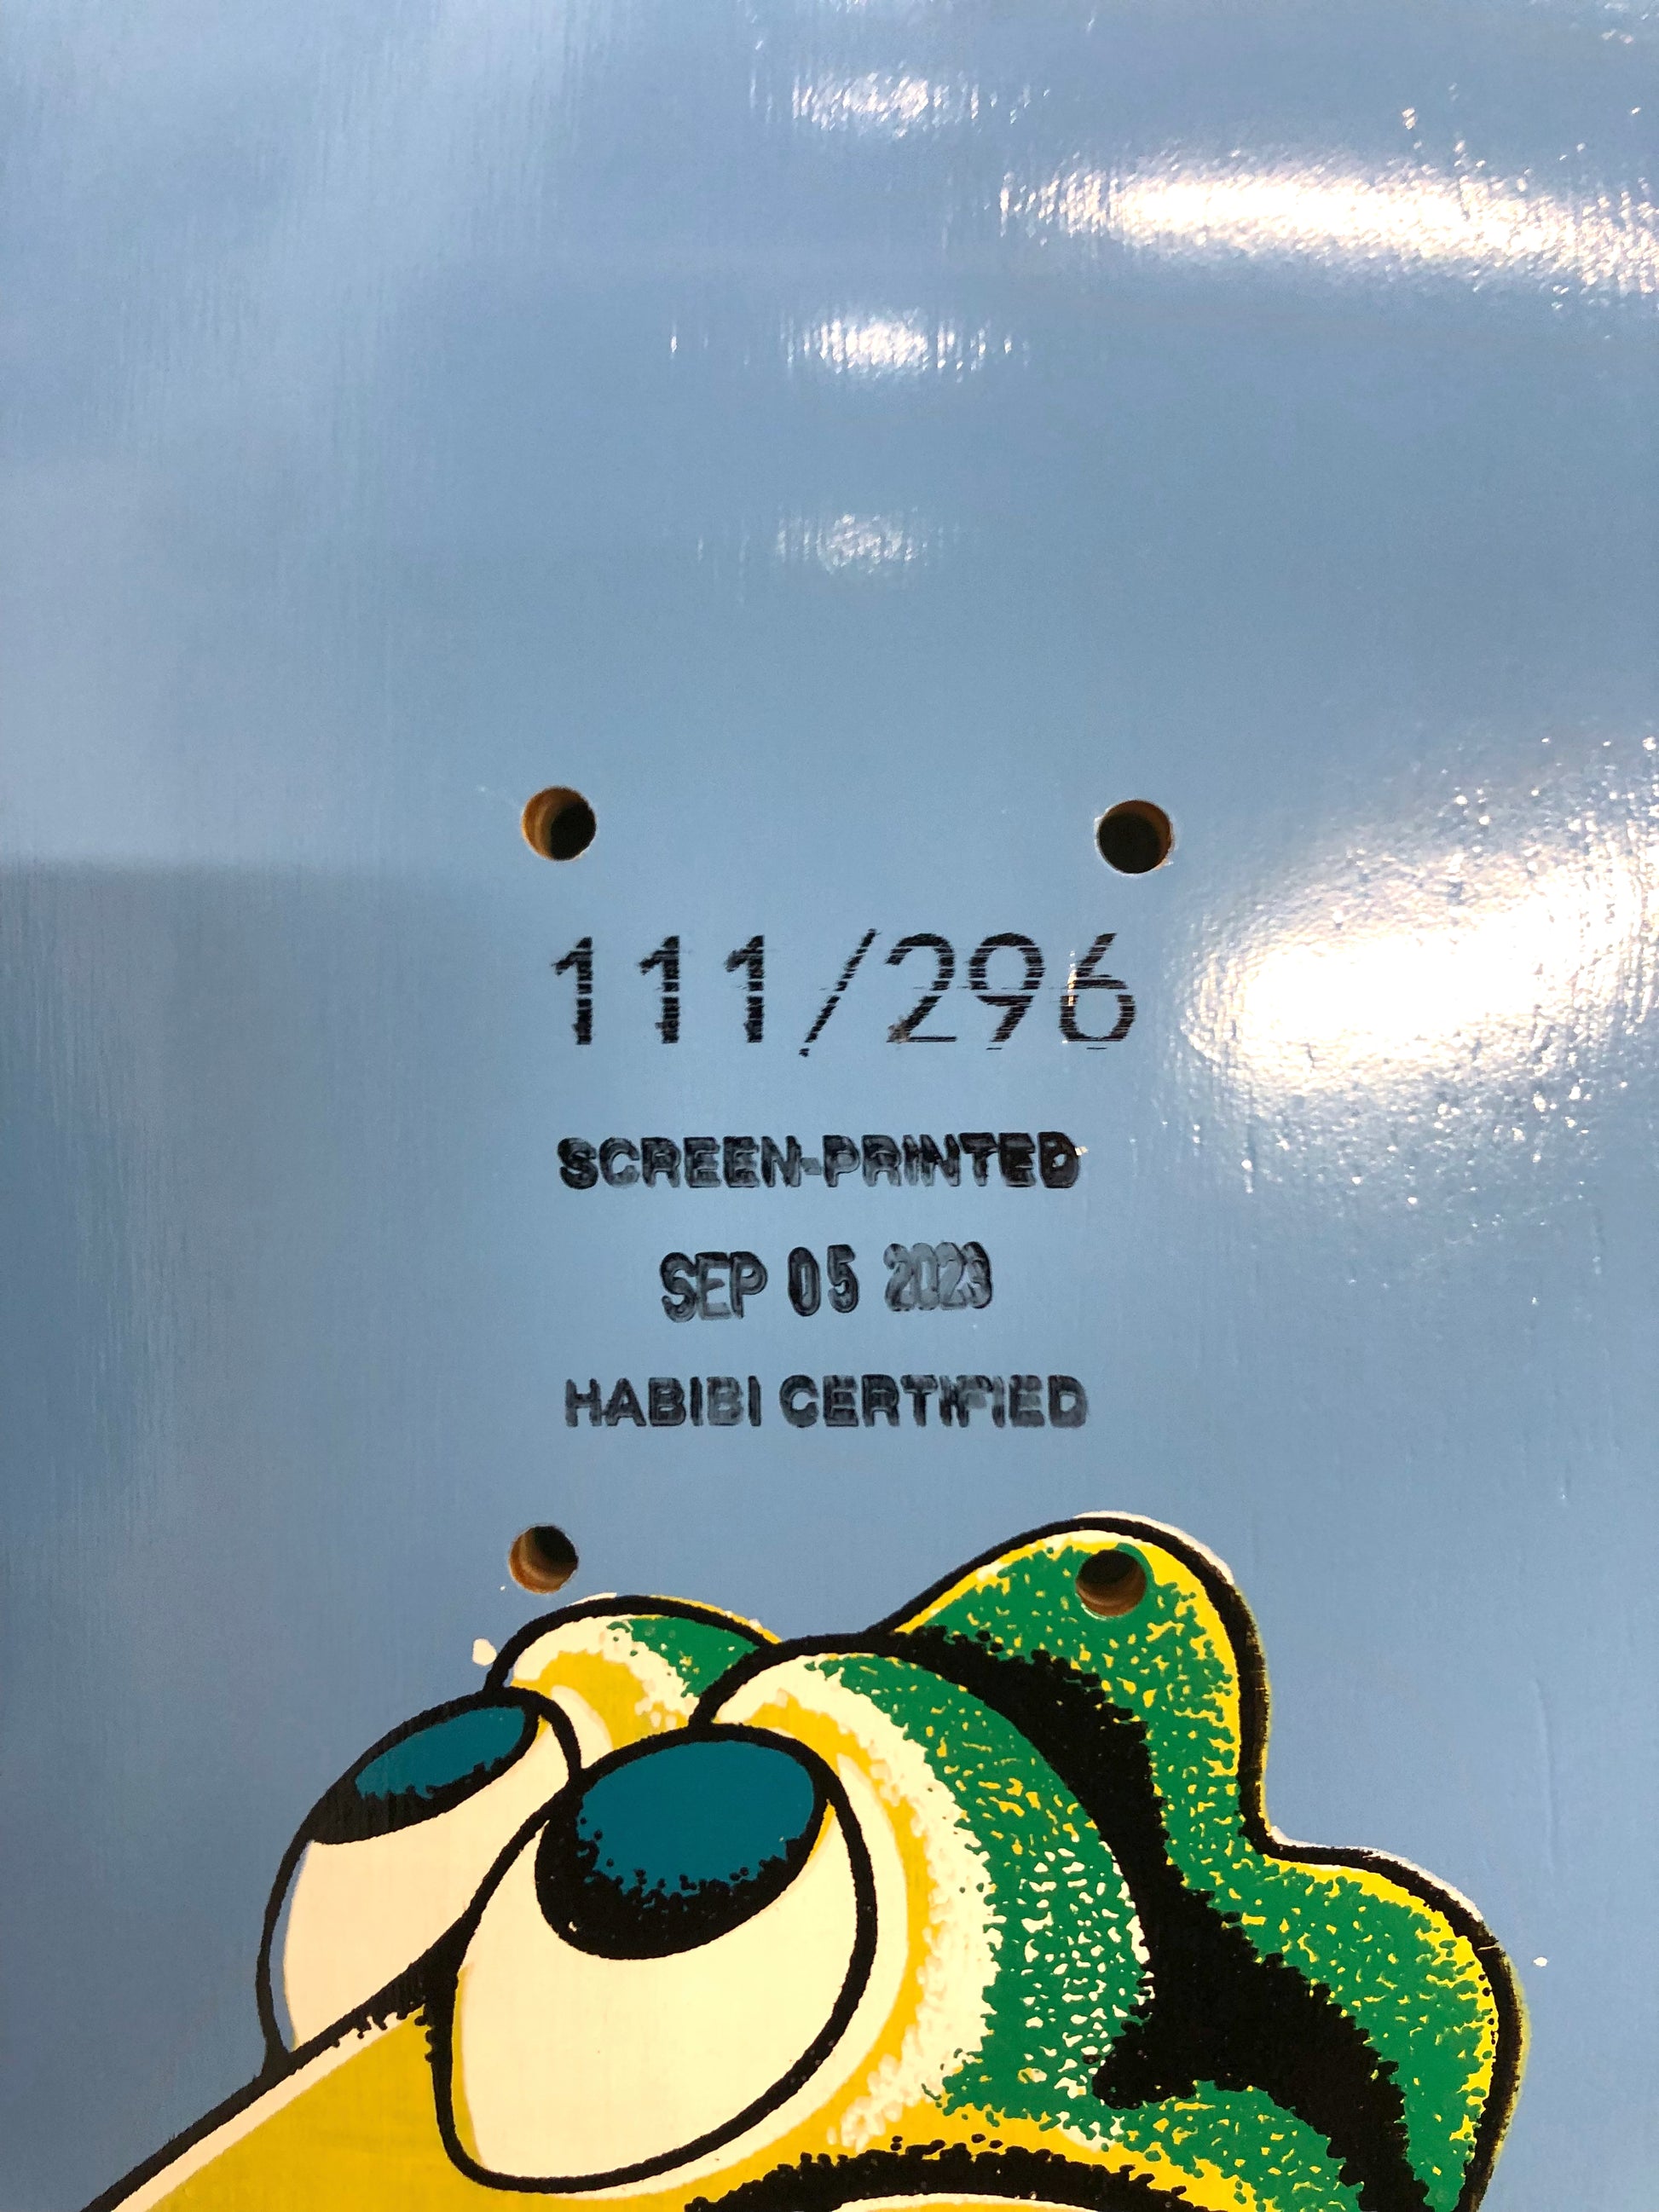 111/296
SCREEN-PRINTED
SEP 05 2023
HABIBI CERTIFIED